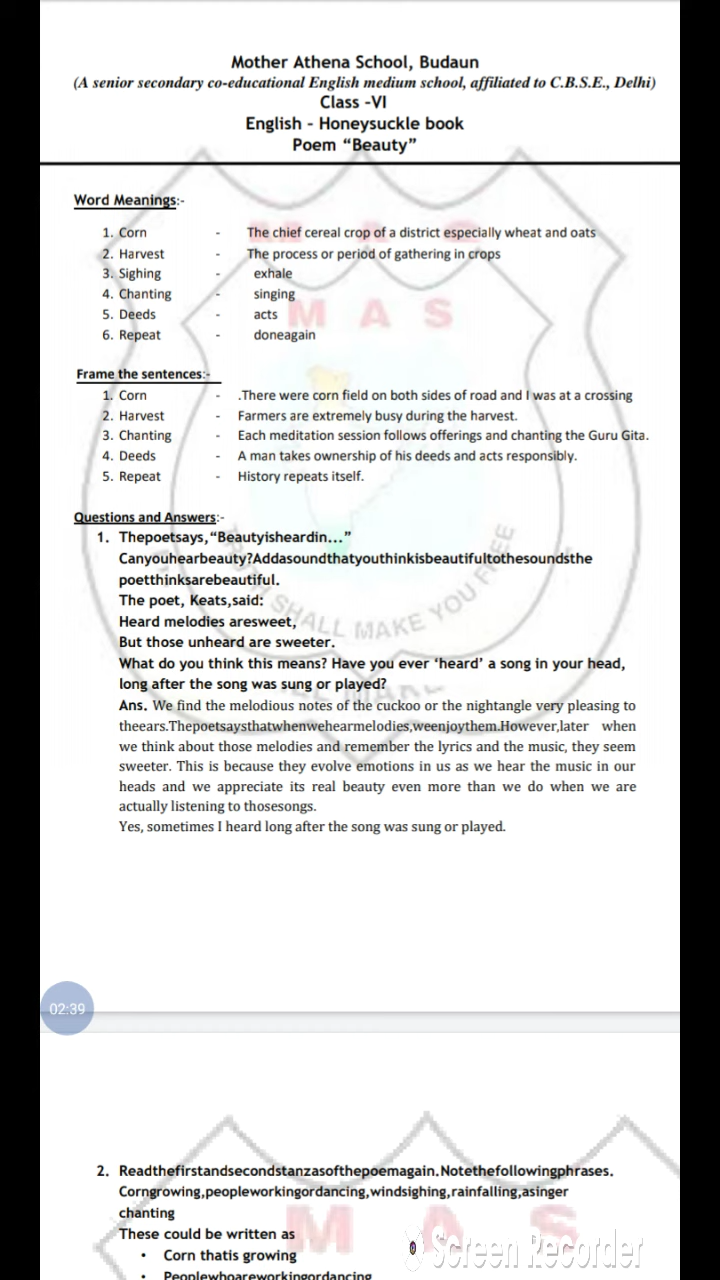 Mother Athena School, Budaun
(A senior secondary co-educational English medium school, affiliated to C.B.S.E., Delhi)
Class -VI
English - Honeysuckle book
Poem “Beauty”
Word Meanings:-
1. Corn - The chief cereal crop of a district especially wheat and oats
2. Harvest - The process or period of gathering in crops
3. Sighing - exhale
4. Chanting - singing
5. Deeds - acts
6. Repeat - doneagain
M A S
M A S
Frame the sentences:-
1. Corn - .There were corn field on both sides of road and I was at a crossing
2. Harvest - Farmers are extremely busy during the harvest.
3. Chanting - Each meditation session follows offerings and chanting the Guru Gita.
4. Deeds - A man takes ownership of his deeds and acts responsibly.
5. Repeat - History repeats itself.
Questions and Answers:-
1. Thepoetsays,“Beautyisheardin...”
Canyouhearbeauty?Addasoundthatyouthinkisbeautifultothesoundsthe
poetthinksarebeautiful.
The poet, Keats,said:
Heard melodies aresweet,
But those unheard are sweeter.
What do you think this means? Have you ever ‘heard’ a song in your head,
long after the song was sung or played?
Ans. We find the melodious notes of the cuckoo or the nightangle very pleasing to
theears.Thepoetsaysthatwhenwehearmelodies,weenjoythem.However,later when
we think about those melodies and remember the lyrics and the music, they seem
sweeter. This is because they evolve emotions in us as we hear the music in our
heads and we appreciate its real beauty even more than we do when we are
actually listening to thosesongs.
Yes, sometimes I heard long after the song was sung or played.
TRUTH SHALL MAKE YOU FREE
02:39
2. Readthefirstandsecondstanzasofthepoemagain.Notethefollowingphrases.
Corngrowing,peopleworkingordancing,windsighing,rainfalling,asinger
chanting
These could be written as
• Corn thatis growing
• Peoplewhoareworkingordancing
M A S
Screen Recorder